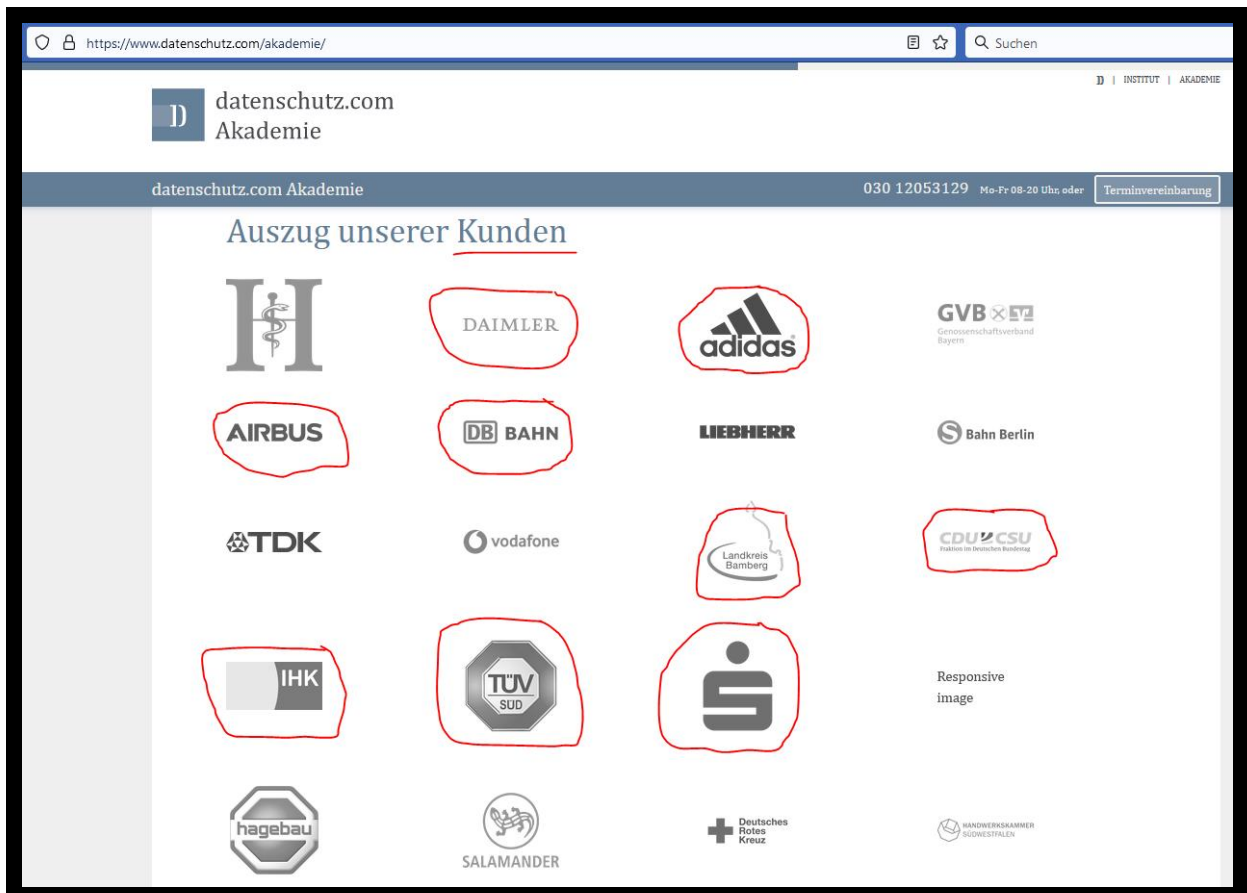 https://www.datenschutz.com/akademie/
Suchen
D | INSTITUT | AKADEMIE
D
datenschutz.com
Akademie
datenschutz.com Akademie
030 12053129 Mo-Fr 08-20 Uhr, oder
Terminvereinbarung
Auszug unserer Kunden
H
DAIMLER
adidas
GVB
Genossenschaftsverband
Bayern
AIRBUS
DB BAHN
LIEBHERR
S Bahn Berlin
TDK
vodafone
Landkreis
Bamberg
CDU CSU
Fraktion im Deutschen Bundestag
IHK
TÜV
SÜD
S
Responsive
image
hagebau
SALAMANDER
Deutsches
Rotes
Kreuz
HANDWERKSKAMMER
SÜDWESTFALEN